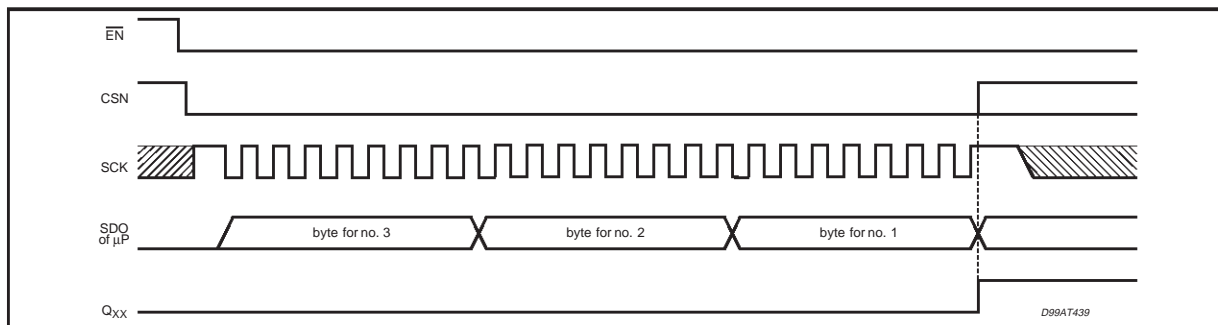 EN
CSN
SCK
SDO
of µP
byte for no. 3
byte for no. 2
byte for no. 1
QXX
D99AT439